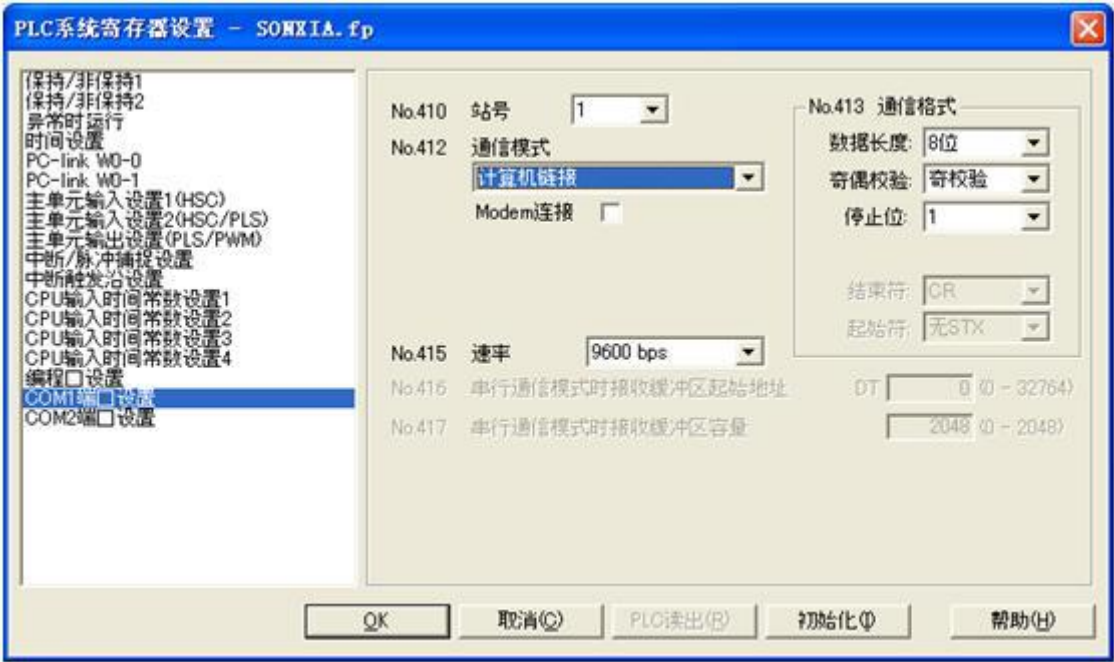 PLC系统寄存器设置 - SONXIA.fp
保持/非保持1
保持/非保持2
异常时运行
时间设置
PC-link W0-0
PC-link W0-1
主单元输入设置1(HSC)
主单元输入设置2(HSC/PLS)
主单元输出设置(PLS/PWM)
中断/脉冲捕捉设置
中断触发沿设置
CPU输入时间常数设置1
CPU输入时间常数设置2
CPU输入时间常数设置3
CPU输入时间常数设置4
编程口设置
COM1端口设置
COM2端口设置
No.410 站号 1
No.412 通信模式
计算机链接
Modem连接
No.413 通信格式
数据长度: 8位
寄偶校验: 寄校验
停止位: 1
结束符: CR
起始符: 无STX
No.415 速率 9600 bps
No.416 串行通信模式时接收缓冲区起始地址 DT 0 (0 - 32764)
No.417 串行通信模式时接收缓冲区容量 2048 (0 - 2048)
OK 取消(C) PLC读出(R) 初始化(I) 帮助(H)